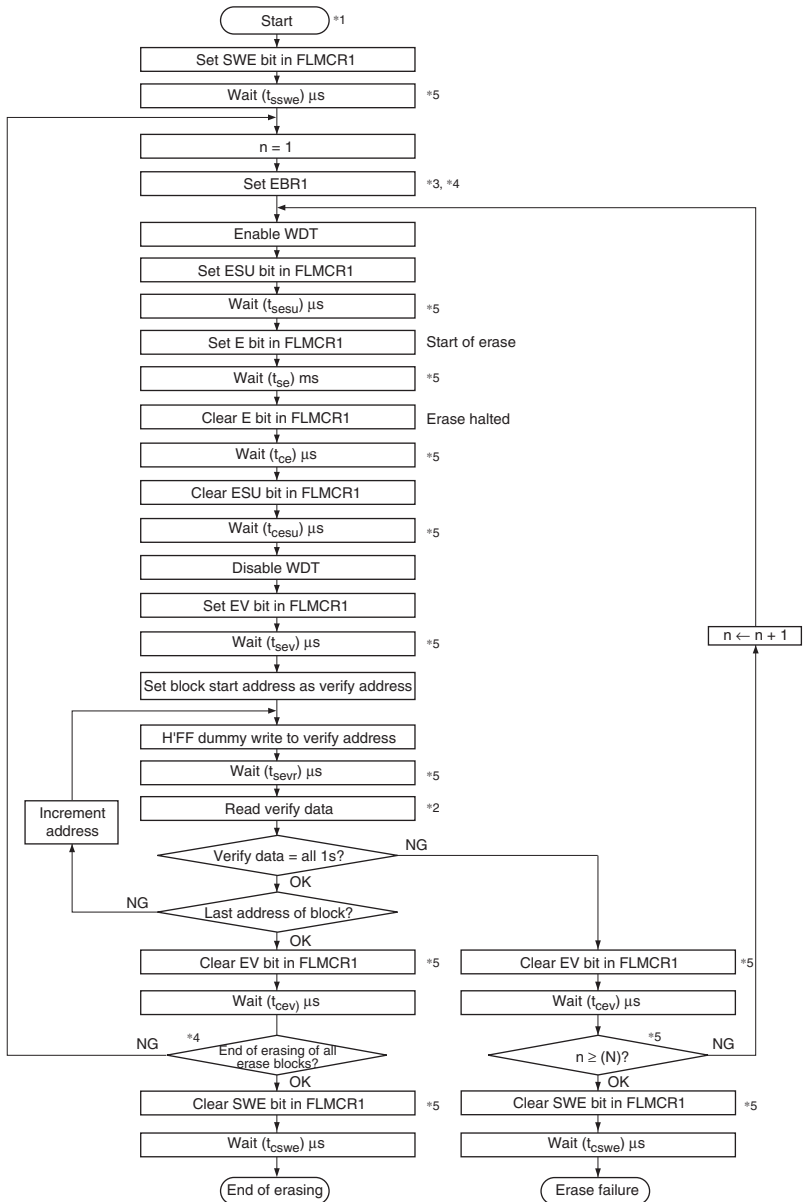 Start *1
Set SWE bit in FLMCR1
Wait (tsswe) μs *5
n = 1
Set EBR1 *3, *4
Enable WDT
Set ESU bit in FLMCR1
Wait (tsesu) μs *5
Set E bit in FLMCR1 Start of erase
Wait (tse) ms *5
Clear E bit in FLMCR1 Erase halted
Wait (tce) μs *5
Clear ESU bit in FLMCR1
Wait (tcesu) μs *5
Disable WDT
Set EV bit in FLMCR1
n ← n + 1
Wait (tsev) μs *5
Set block start address as verify address
H'FF dummy write to verify address
Wait (tsevr) μs *5
Increment
address
Read verify data *2
Verify data = all 1s? NG
OK
NG Last address of block?
OK
Clear EV bit in FLMCR1 *5
Clear EV bit in FLMCR1 *5
Wait (tcev) μs
Wait (tcev) μs
NG *4 End of erasing of all
erase blocks?
*5 n ≥ (N)? NG
OK
OK
Clear SWE bit in FLMCR1 *5
Clear SWE bit in FLMCR1 *5
Wait (tcswe) μs
Wait (tcswe) μs
End of erasing
Erase failure